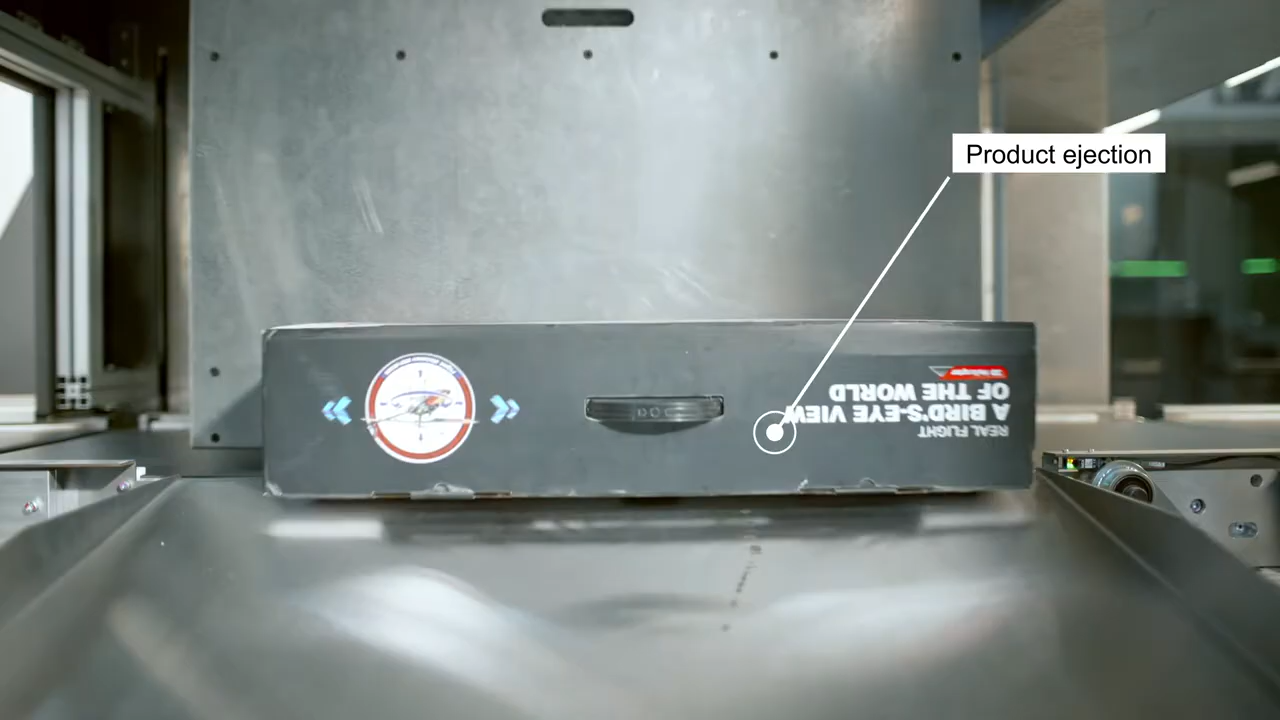 Product ejection
REAL FLIGHT
A BIRD'S-EYE VIEW
OF THE WORLD